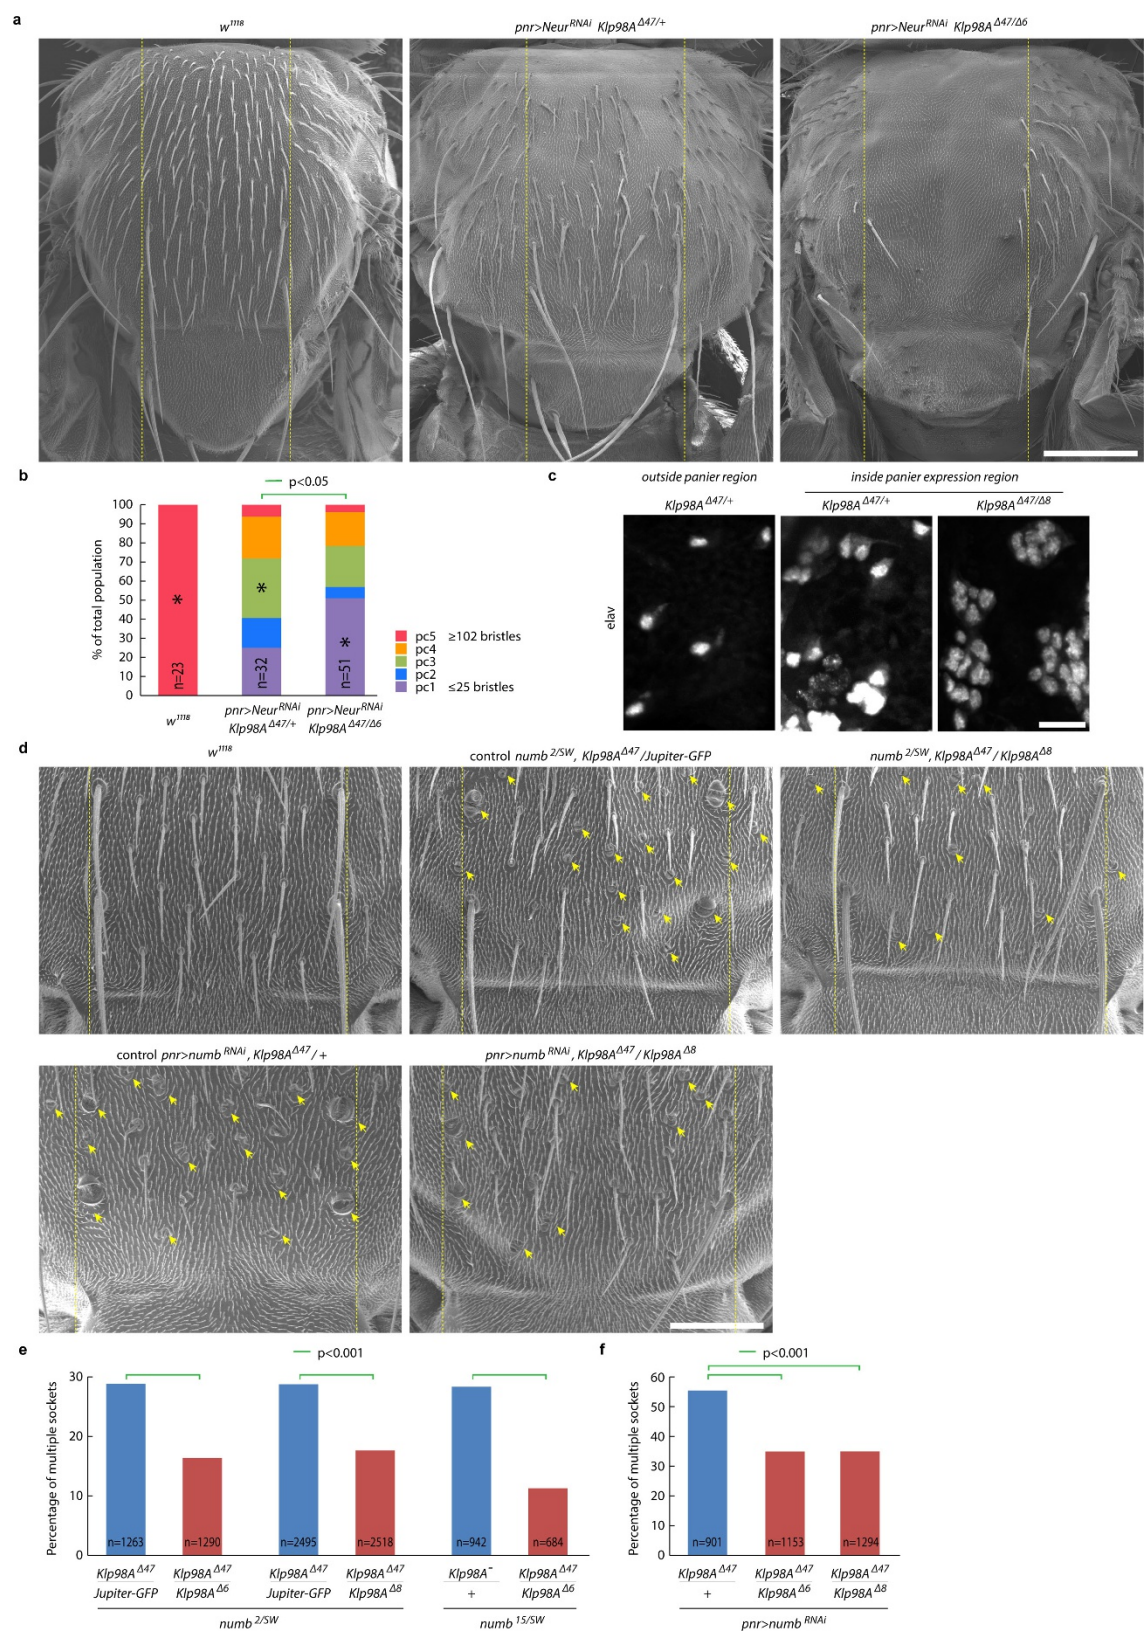 a
w1118
pnr>NeurRNAi Klp98AΔ47/+
pnr>NeurRNAi Klp98AΔ47/Δ6
b
p<0.05
100
90
80
70
60
50
40
30
20
10
0
% of total population
*
*
*
n=23
n=32
n=51
w1118
pnr>NeurRNAi
Klp98AΔ47/+
pnr>NeurRNAi
Klp98AΔ47/Δ6
pc5 ≥102 bristles
pc4
pc3
pc2
pc1 ≤25 bristles
c
outside panier region
inside panier expression region
Klp98AΔ47/+
Klp98AΔ47/+
Klp98AΔ47/Δ8
elav
d
w1118
control numb2/SW, Klp98AΔ47/Jupiter-GFP
numb2/SW, Klp98AΔ47/Klp98AΔ8
control pnr>numbRNAi, Klp98AΔ47/+
pnr>numbRNAi, Klp98AΔ47/Klp98AΔ8
e
p<0.001
Percentage of multiple sockets
30
20
10
0
n=1263
n=1290
n=2495
n=2518
n=942
n=684
Klp98AΔ47
Jupiter-GFP
Klp98AΔ47
Klp98AΔ6
Klp98AΔ47
Jupiter-GFP
Klp98AΔ47
Klp98AΔ8
Klp98A-
+
Klp98AΔ47
Klp98AΔ6
numb2/SW
numb15/SW
f
p<0.001
Percentage of multiple sockets
60
50
40
30
20
10
0
n=901
n=1153
n=1294
Klp98AΔ47
+
Klp98AΔ47
Klp98AΔ6
Klp98AΔ47
Klp98AΔ8
pnr>numbRNAi